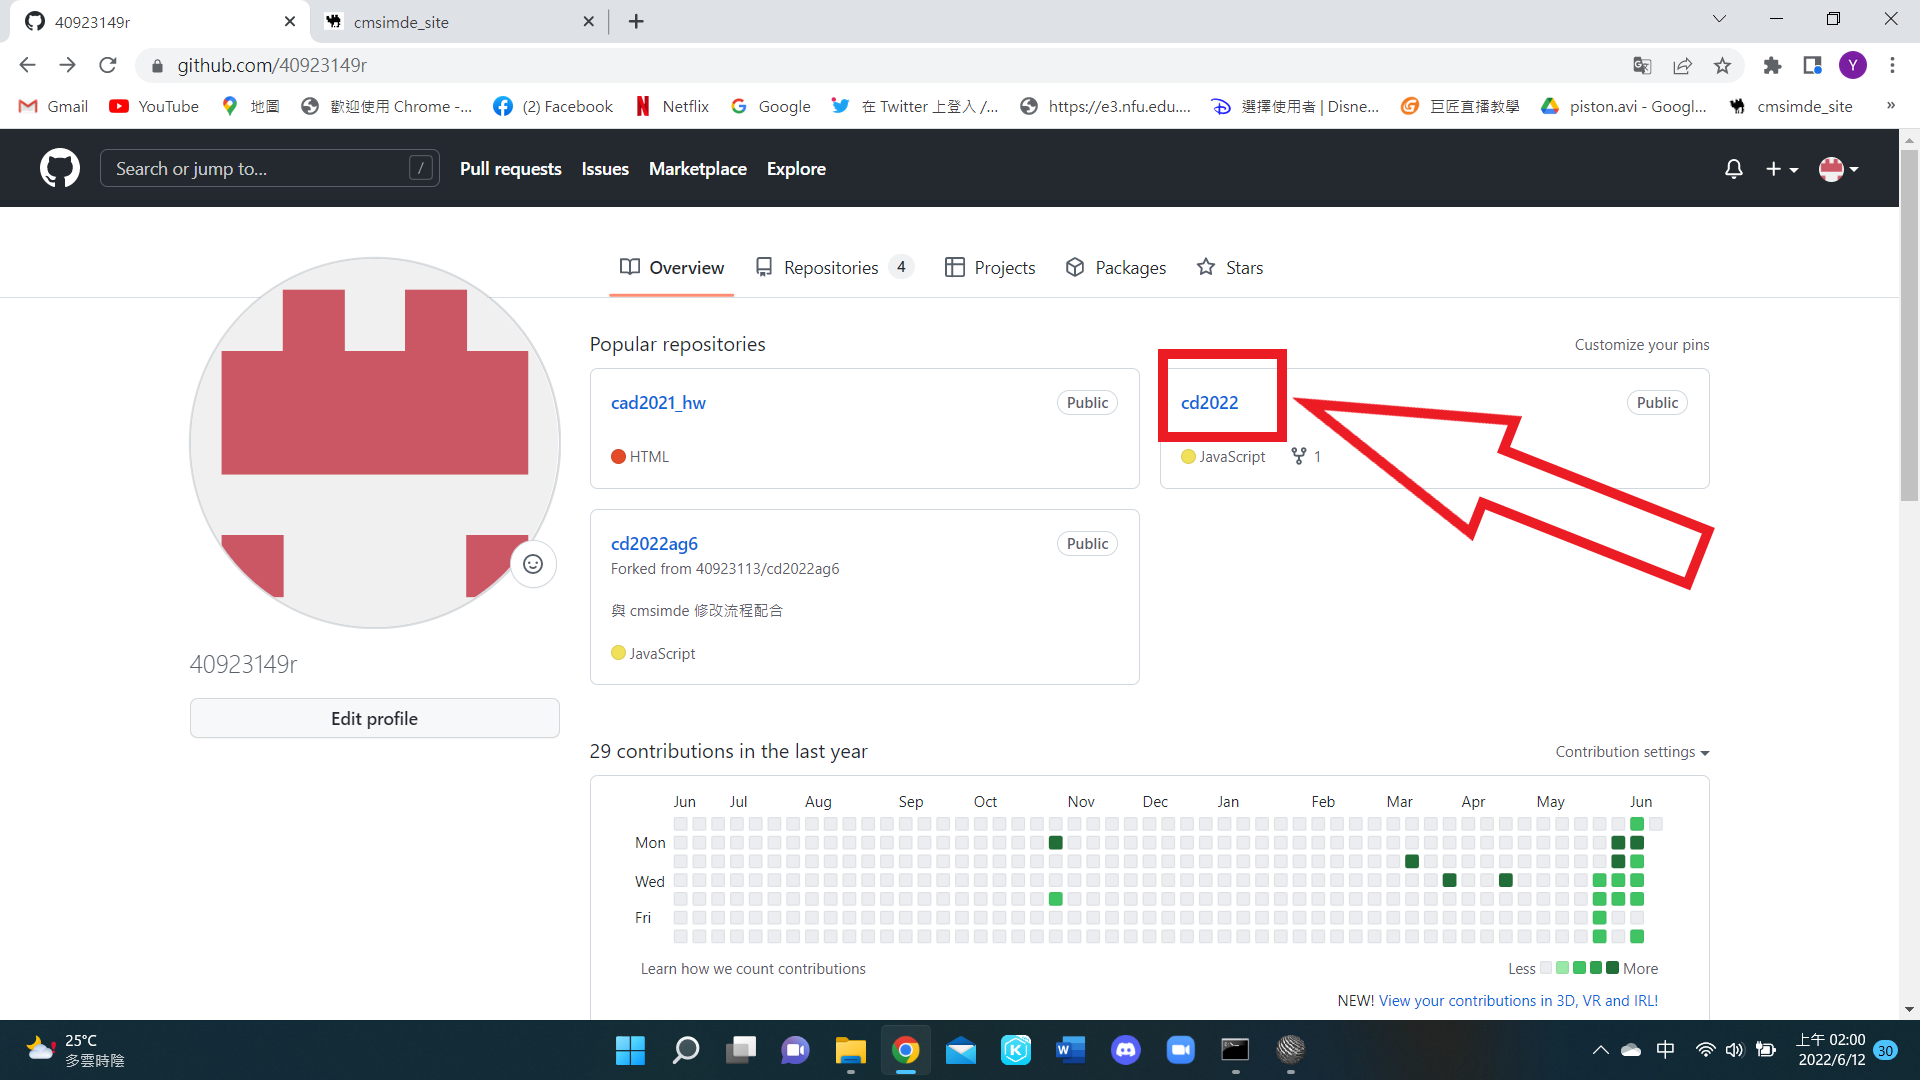 40923149r
cmsimde_site
github.com/40923149r
Y
Gmail
YouTube
地圖
歡迎使用 Chrome -...
(2) Facebook
Netflix
Google
在 Twitter 上登入 /...
https://e3.nfu.edu....
選擇使用者 | Disne...
巨匠直播教學
piston.avi - Googl...
cmsimde_site
»
Search or jump to...
/
Pull requests
Issues
Marketplace
Explore
Overview
Repositories 4
Projects
Packages
Stars
Popular repositories
Customize your pins
cad2021_hw
Public
HTML
cd2022
Public
JavaScript
1
cd2022ag6
Public
Forked from 40923113/cd2022ag6
與 cmsimde 修改流程配合
JavaScript
40923149r
Edit profile
29 contributions in the last year
Contribution settings
Jun Jul Aug Sep Oct Nov Dec Jan Feb Mar Apr May Jun
Mon
Wed
Fri
Learn how we count contributions
Less
More
NEW! View your contributions in 3D, VR and IRL!
25°C
多雲時陰
中
上午 02:00
2022/6/12
30